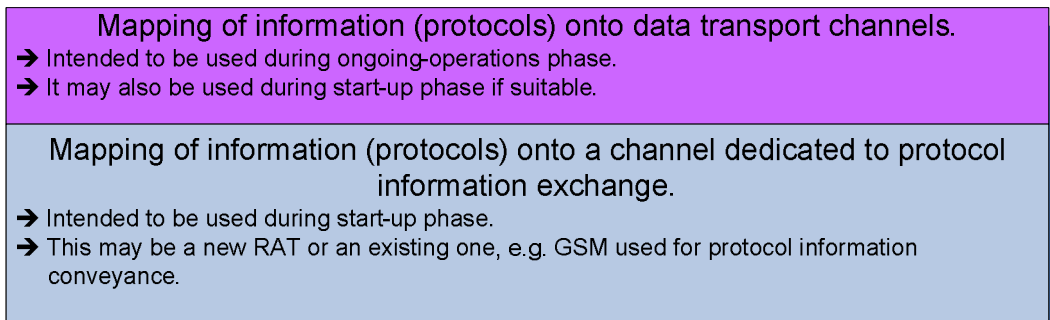 Mapping of information (protocols) onto data transport channels.
➔ Intended to be used during ongoing-operations phase.
➔ It may also be used during start-up phase if suitable.
Mapping of information (protocols) onto a channel dedicated to protocol
information exchange.
➔ Intended to be used during start-up phase.
➔ This may be a new RAT or an existing one, e.g. GSM used for protocol information
conveyance.